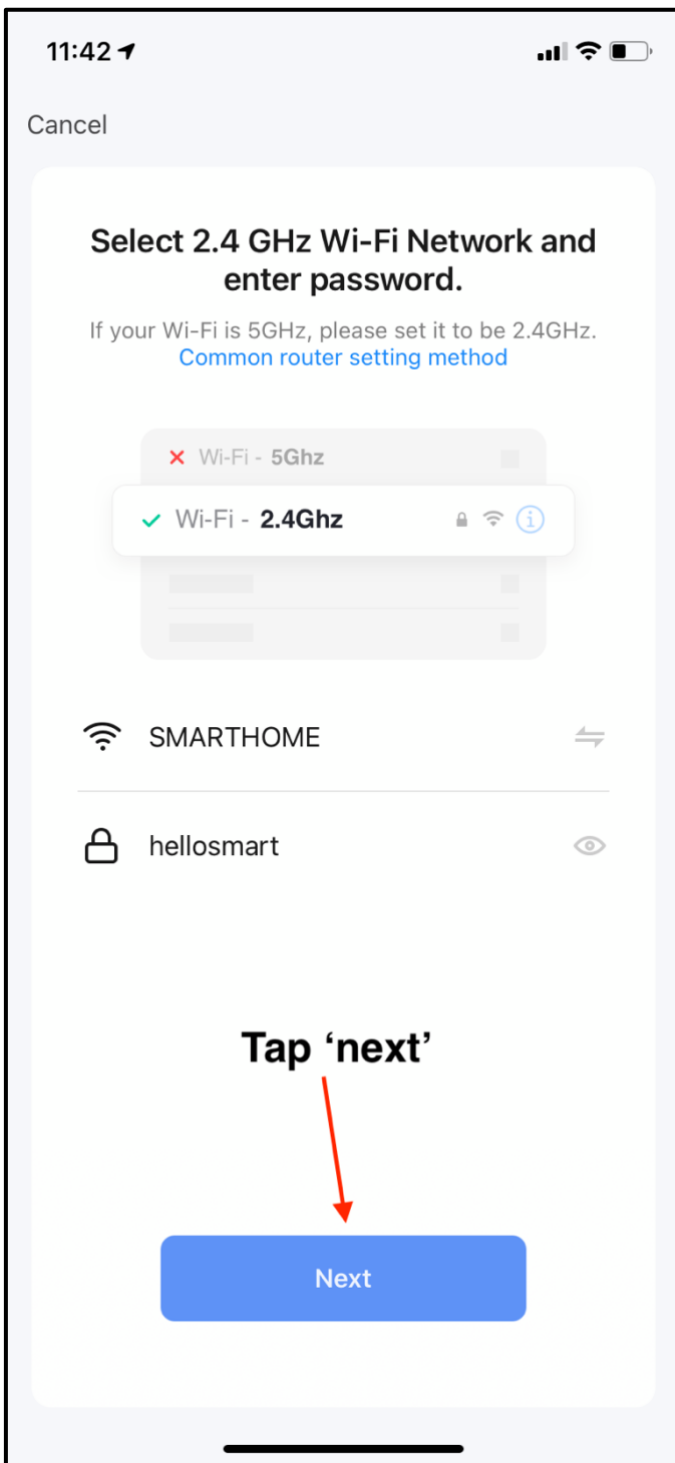 11:42
Cancel
Select 2.4 GHz Wi-Fi Network and
enter password.
If your Wi-Fi is 5GHz, please set it to be 2.4GHz.
Common router setting method
Wi-Fi - 5Ghz
Wi-Fi - 2.4Ghz
SMARTHOME
hellosmart
Tap ‘next’
Next